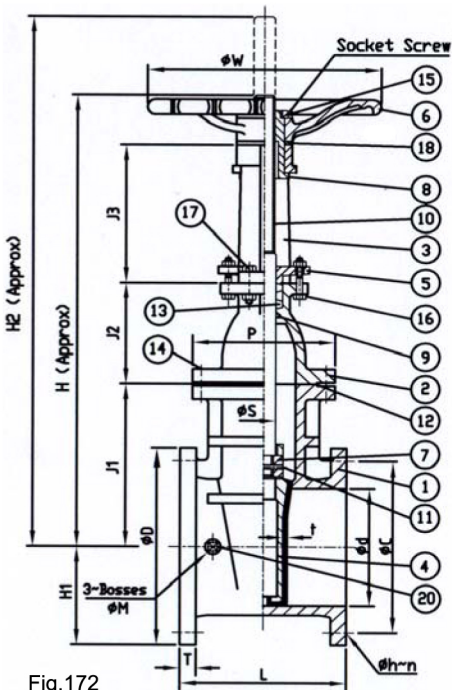 Socket Screw
øW
15
6
18
8
17
10
3
J3
5
H2 (Approx)
H (Approx)
16
13
J2
P
9
14
2
12
øS
7
J1
1
11
øD
t
ød
øC
4
3~Bosses
øM
20
H1
øh~n
T
L
Fig.172